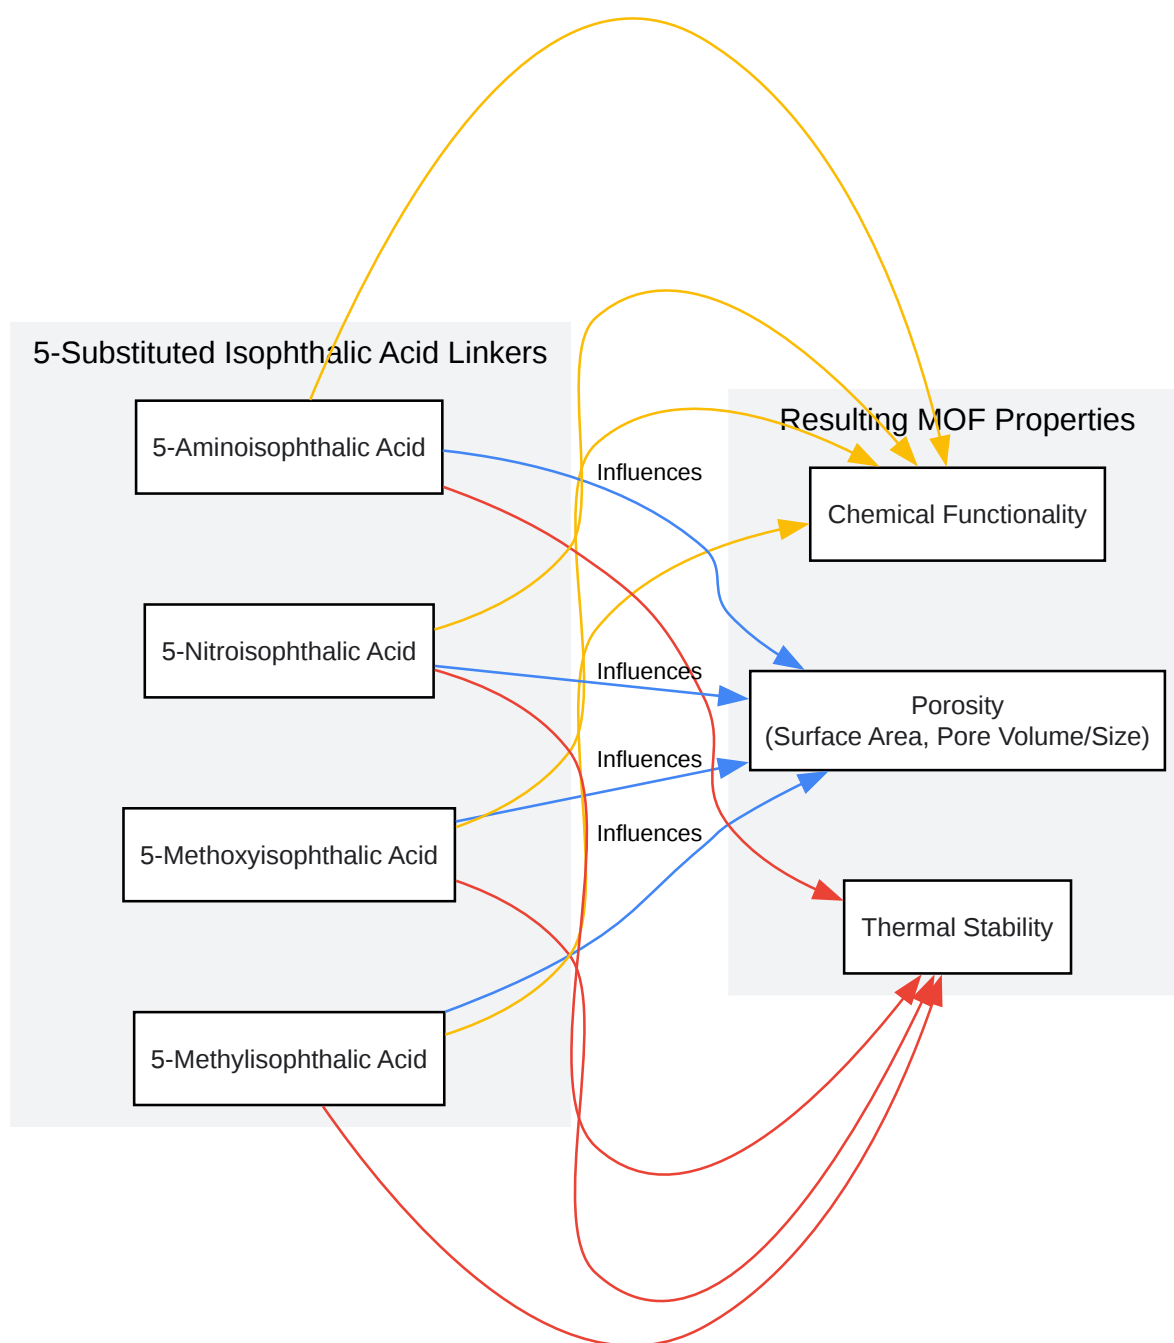 5-Substituted Isophthalic Acid Linkers
5-Aminoisophthalic Acid
5-Nitroisophthalic Acid
5-Methoxyisophthalic Acid
5-Methylisophthalic Acid
Influences
Influences
Influences
Influences
Resulting MOF Properties
Chemical Functionality
Porosity
(Surface Area, Pore Volume/Size)
Thermal Stability